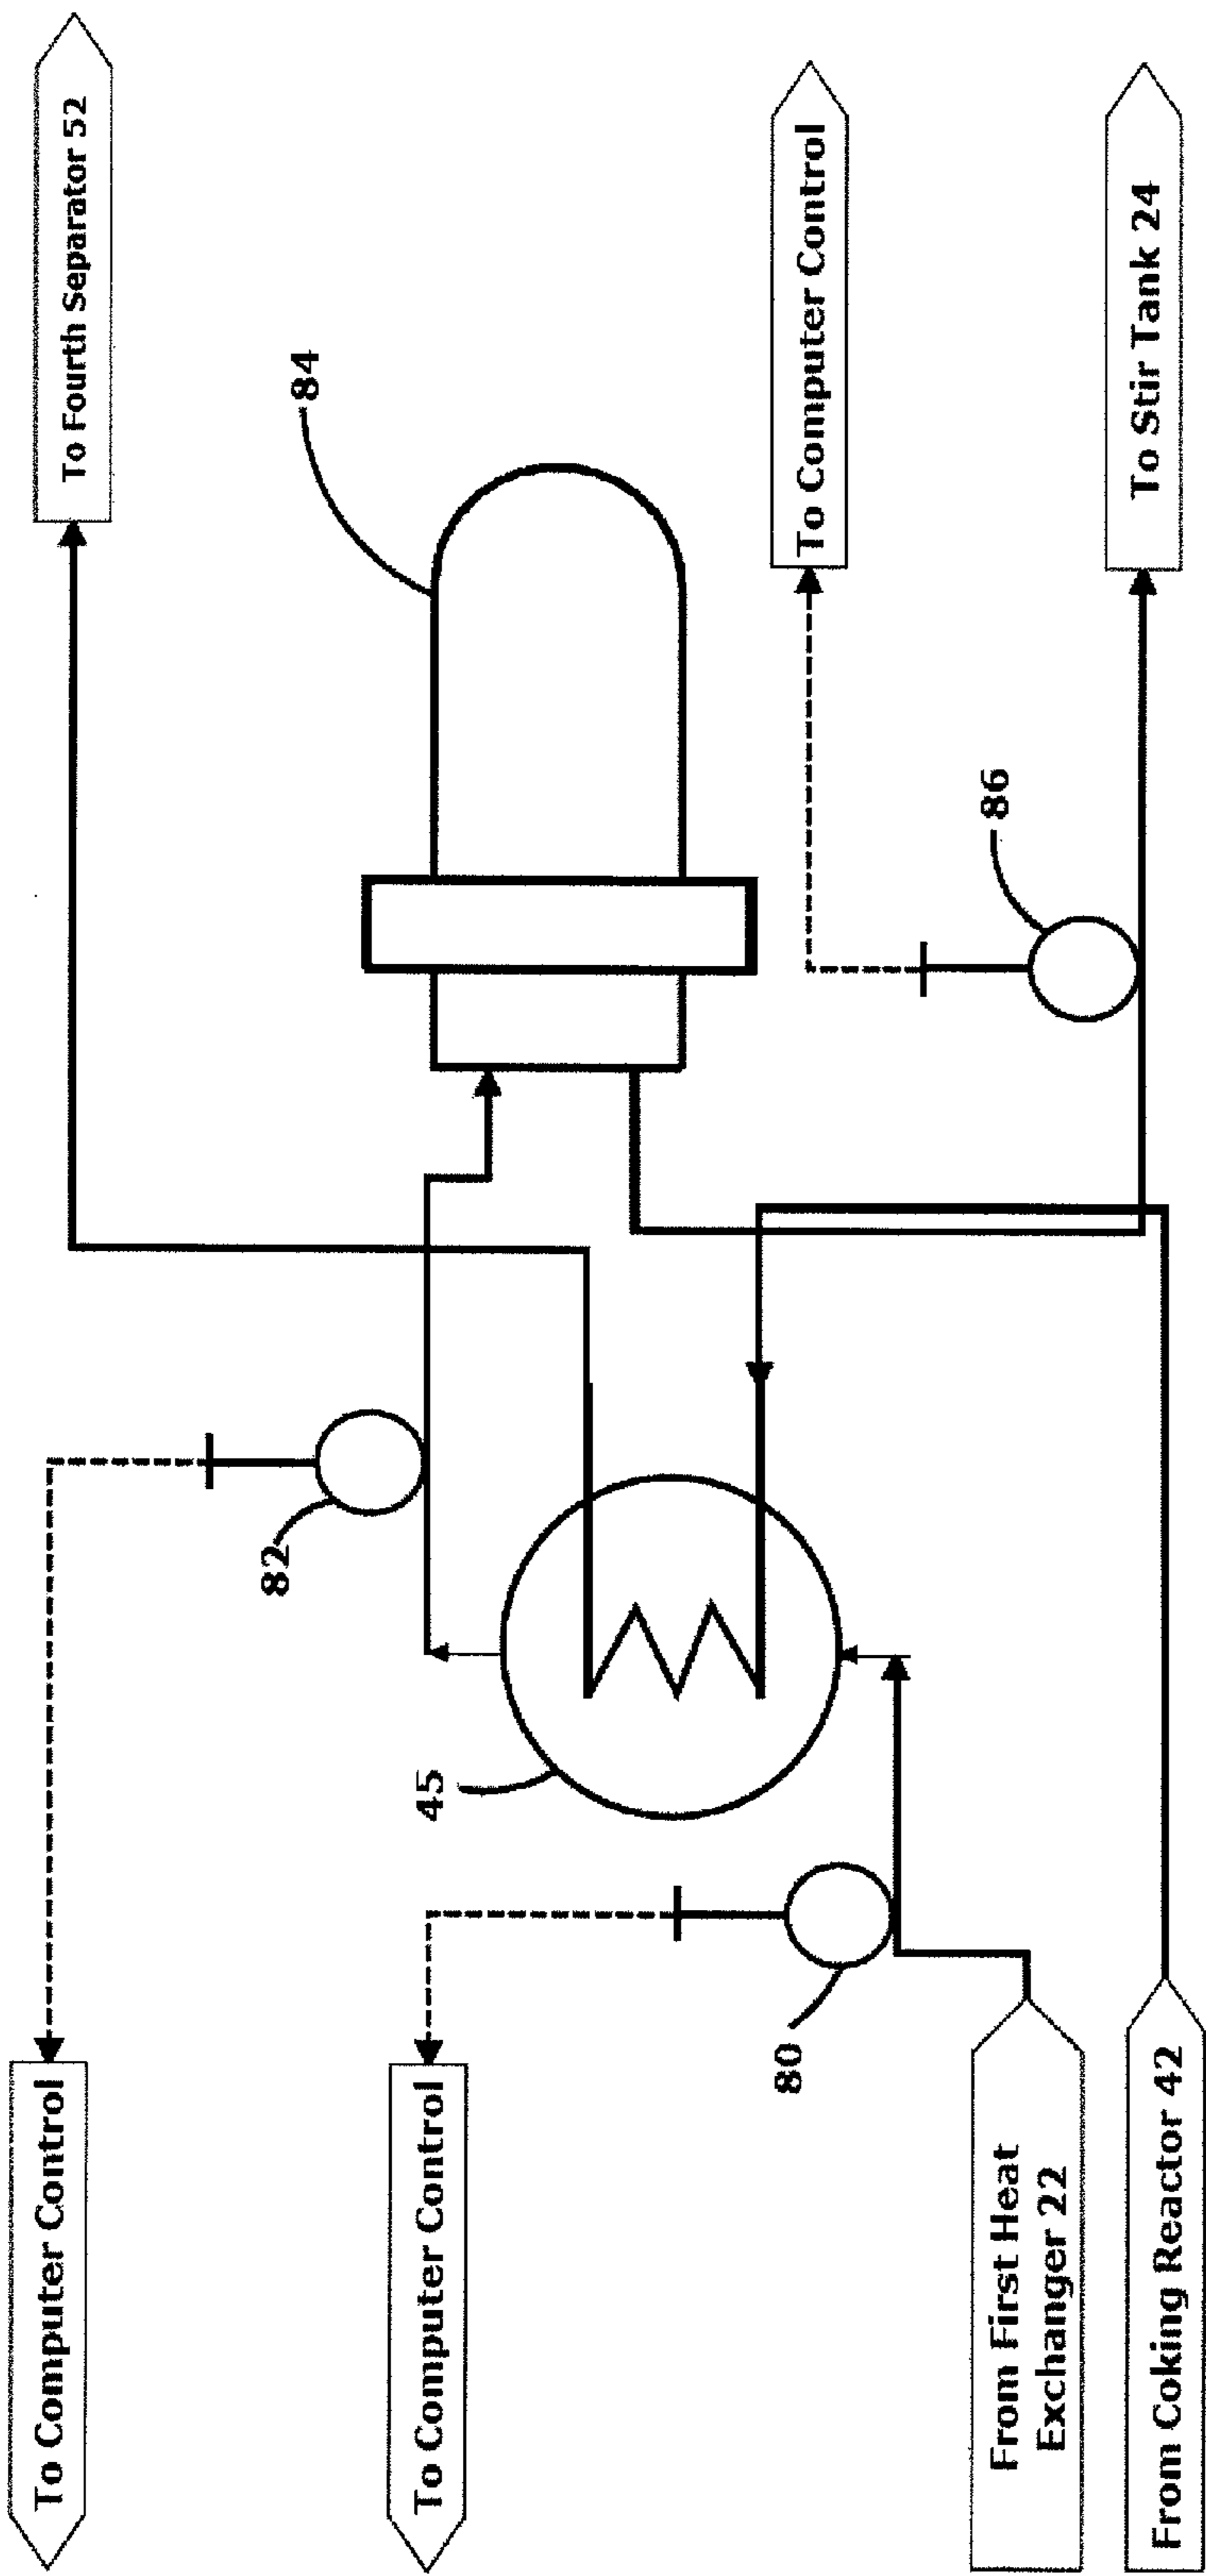 To Computer Control
To Fourth Separator 52
82
84
To Computer Control
45
To Computer Control
80
86
From First Heat
Exchanger 22
To Stir Tank 24
From Coking Reactor 42